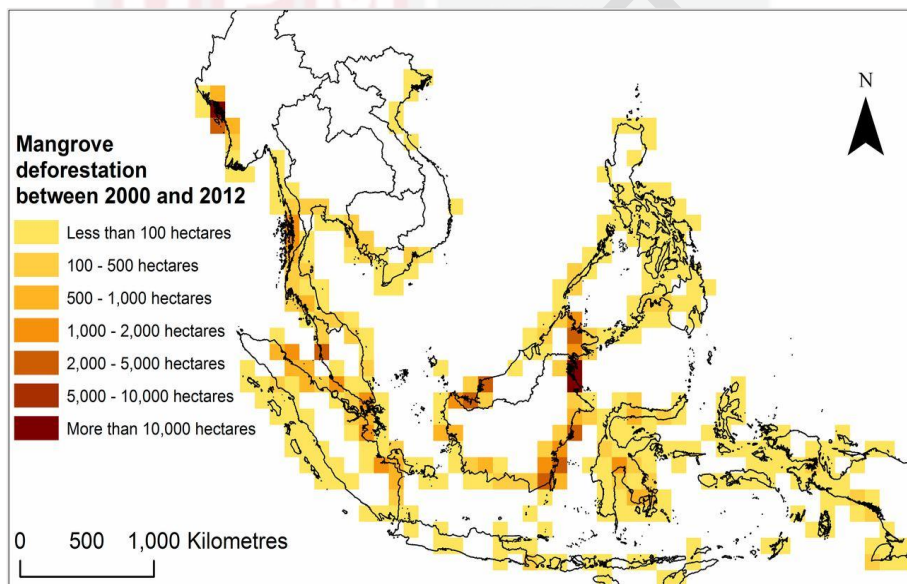 N
Mangrove
deforestation
between 2000 and 2012
Less than 100 hectares
100 - 500 hectares
500 - 1,000 hectares
1,000 - 2,000 hectares
2,000 - 5,000 hectares
5,000 - 10,000 hectares
More than 10,000 hectares
0 500 1,000 Kilometres